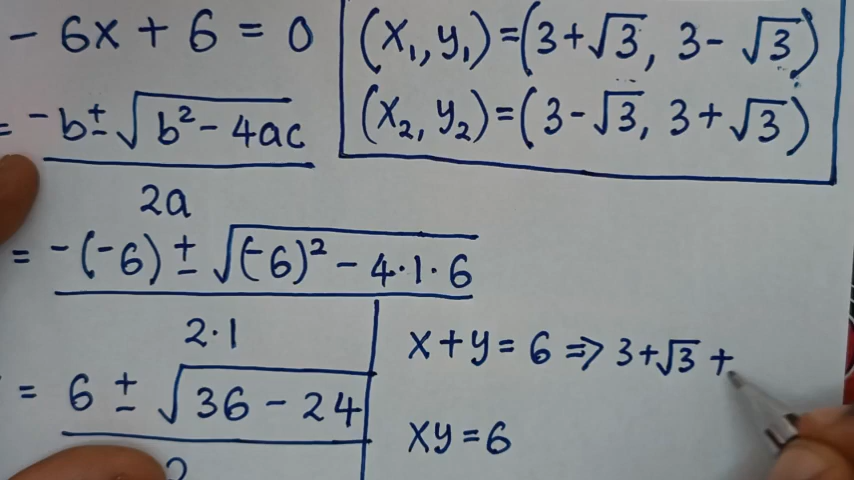 - 6x + 6 = 0
(x₁, y₁) = (3+√3, 3-√3)
= -b ± √(b² - 4ac)
2a
(x₂, y₂) = (3-√3, 3+√3)
= -(-6) ± √((-6)² - 4·1·6)
2·1
= 6 ± √(36 - 24)
x + y = 6 ⇒ 3+√3 +
xy = 6